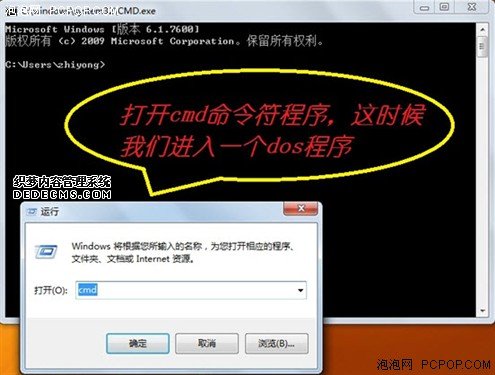 Microsoft Windows [版本 6.1.7600]
版权所有 (c) 2009 Microsoft Corporation。保留所有权利。
C:\Users\zhiyong>
打开cmd命令符程序，这时候
我们进入一个dos程序
织梦内容管理系统
DEDECMS.COM
运行
Windows 将根据您所输入的名称，为您打开相应的程序、
文件夹、文档或 Internet 资源。
打开(O):
cmd
确定
取消
浏览(B)...
泡泡网 PCPOP.COM